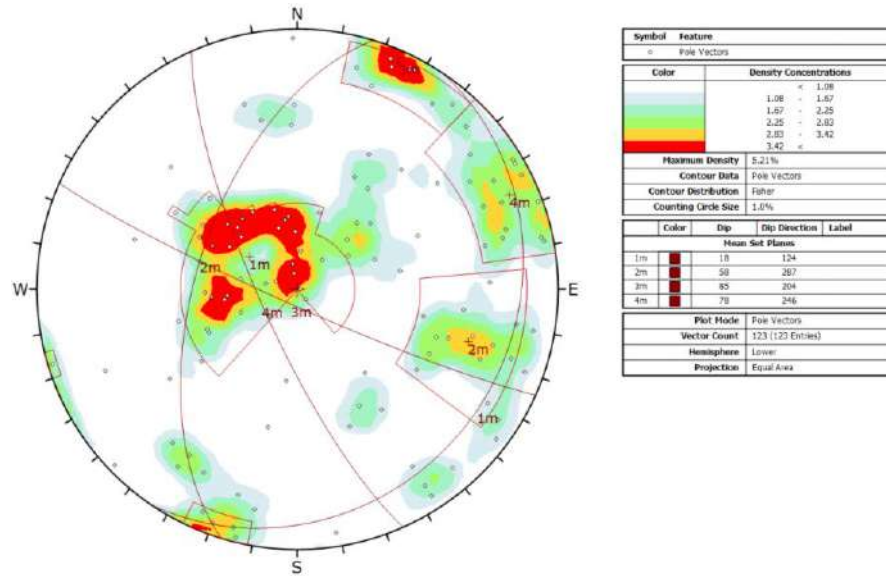 N
W
E
S
1m
2m
3m
4m
4m
2m
1m
Symbol Feature
Pole Vectors
Color Density Concentrations
< 1.08
1.08 - 1.67
1.67 - 2.25
2.25 - 2.83
2.83 - 3.42
3.42 <
Maximum Density 5.21%
Contour Data Pole Vectors
Contour Distribution Fisher
Counting Circle Size 1.0%
Color Dip Dip Direction Label
Mean Set Planes
1m 18 124
2m 58 287
3m 85 204
4m 78 246
Plot Mode Pole Vectors
Vector Count 123 (123 Entries)
Hemisphere Lower
Projection Equal Area